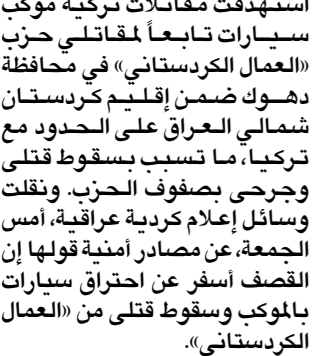 استهدفت مقاتلات تركية موكب
سيارات تابعاً لمقاتلي حزب
«العمال الكردستاني» في محافظة
دهوك ضمن إقليم كردستان
شمالي العراق على الحدود مع
تركيا، ما تسبب بسقوط قتلى
وجرحى بصفوف الحزب. ونقلت
وسائل إعلام كردية عراقية، أمس
الجمعة، عن مصادر أمنية قولها إن
القصف أسفر عن احتراق سيارات
بالموكب وسقوط قتلى من «العمال
الكردستاني».